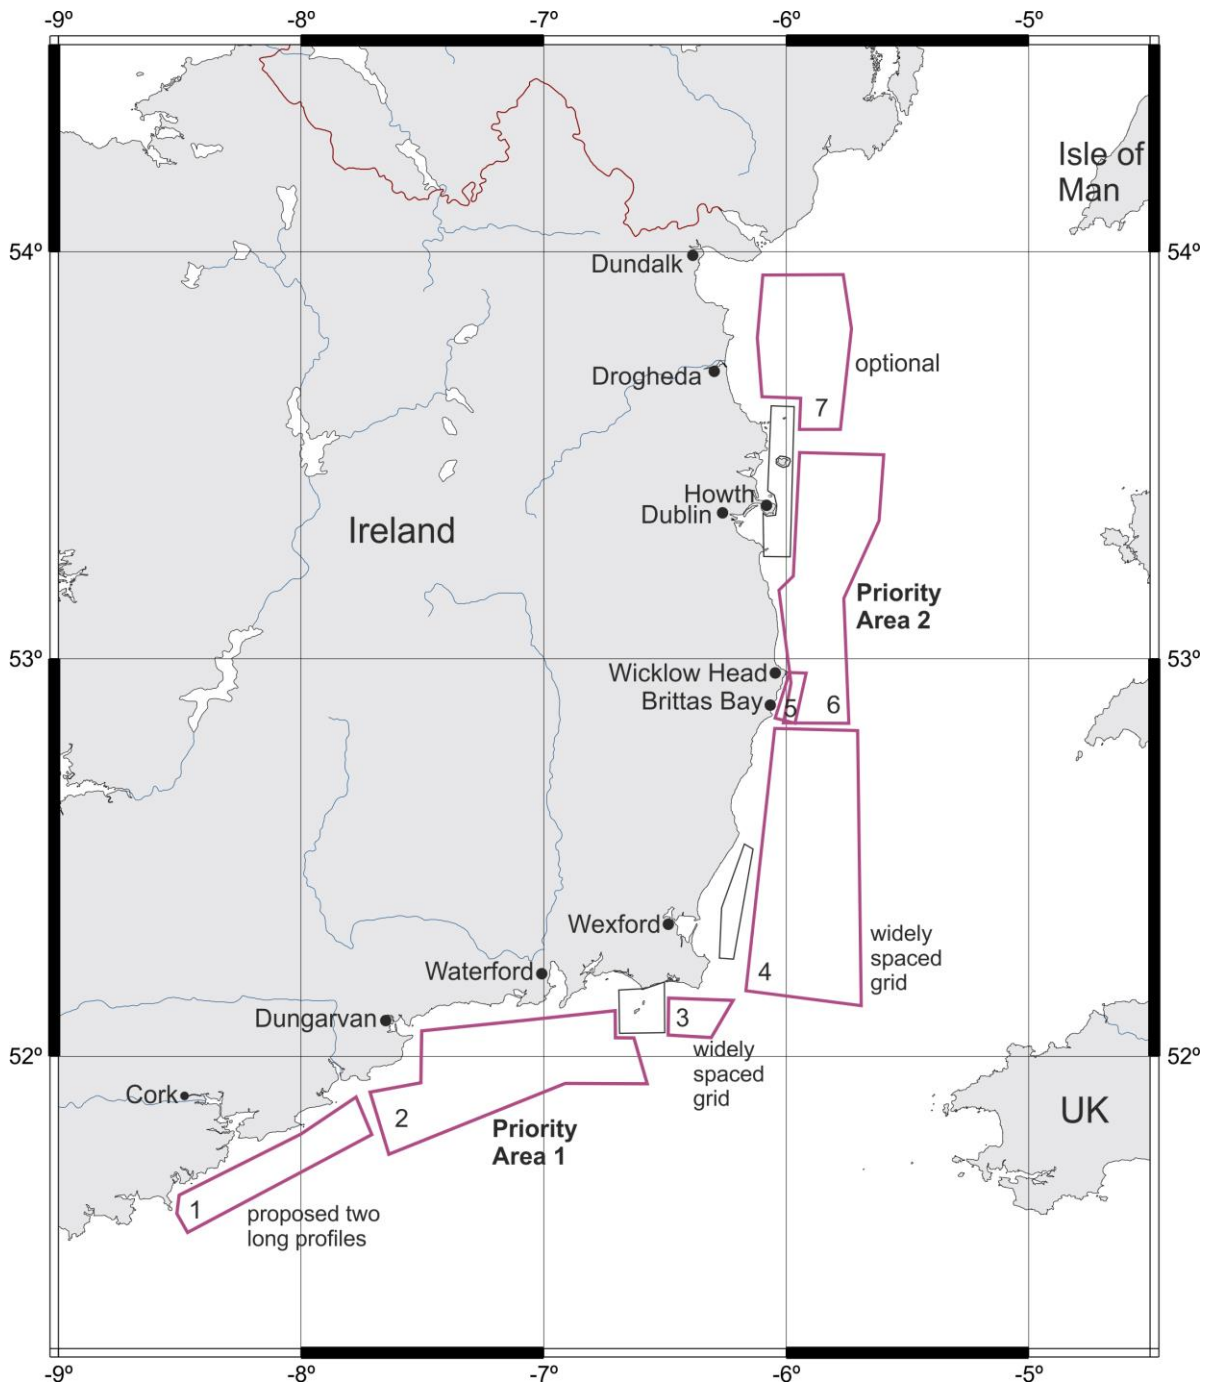 -9º
-8º
-7º
-6º
-5º
Isle of
Man
54º
54º
Dundalk
optional
Drogheda
7
Howth
Dublin
Ireland
Priority
Area 2
53º
53º
Wicklow Head
Brittas Bay
5
6
Wexford
widely
spaced
grid
Waterford
4
Dungarvan
3
52º
52º
widely
spaced
grid
Cork
2
UK
Priority
Area 1
1
proposed two
long profiles
-9º
-8º
-7º
-6º
-5º